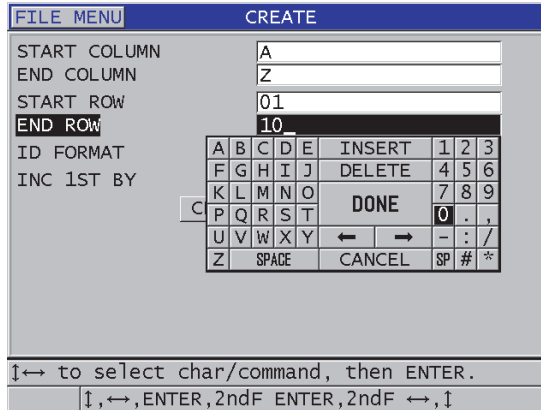 FILE MENU CREATE
START COLUMN A
END COLUMN Z
START ROW 01
END ROW 10_
ID FORMAT
INC 1ST BY
A B C D E INSERT 1 2 3
F G H I J DELETE 4 5 6
K L M N O DONE 7 8 9
P Q R S T 0 . ,
U V W X Y ← → - : /
Z SPACE CANCEL SP # *
↕↔ to select char/command, then ENTER.
↕,↔,ENTER,2ndF ENTER,2ndF ↔,↕